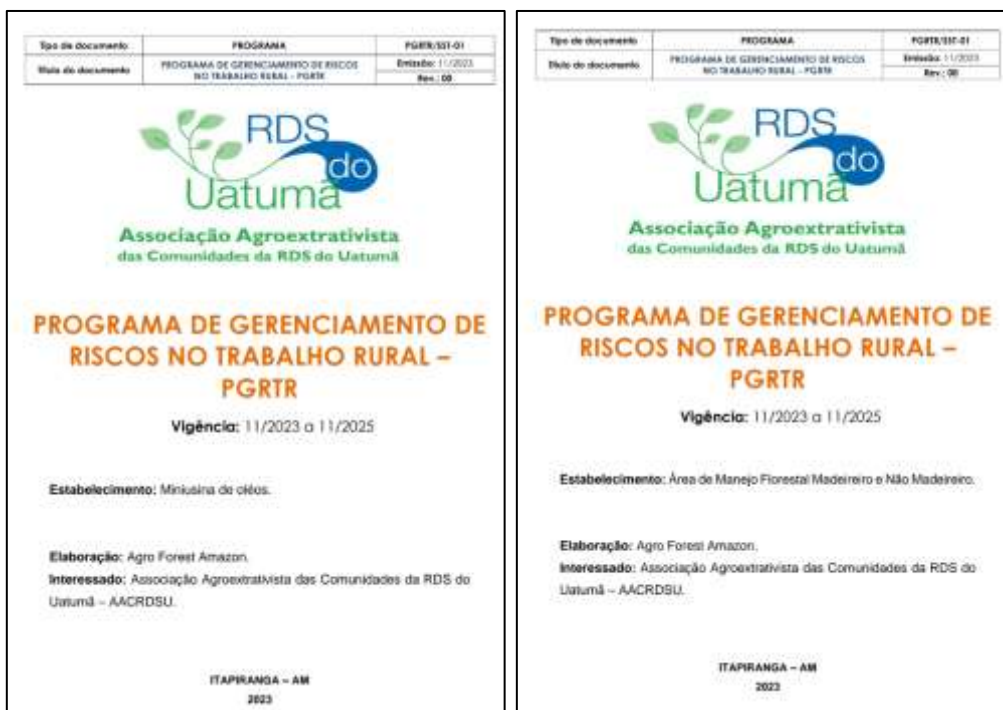 Tipo de documento PROGRAMA PGRTR/SST-01
Título do documento PROGRAMA DE GERENCIAMENTO DE RISCOS NO TRABALHO RURAL - PGRTR Emissão: 11/2023
Rev.: 00
RDS
do
Uatumã
Associação Agroextrativista
das Comunidades da RDS do Uatumã
PROGRAMA DE GERENCIAMENTO DE
RISCOS NO TRABALHO RURAL –
PGRTR
Vigência: 11/2023 a 11/2025
Estabelecimento: Miniusina de óleos.
Elaboração: Agro Forest Amazon.
Interessado: Associação Agroextrativista das Comunidades da RDS do
Uatumã – AACRDSU.
ITAPIRANGA – AM
2023
Tipo de documento PROGRAMA PGRTR/SST-01
Título do documento PROGRAMA DE GERENCIAMENTO DE RISCOS NO TRABALHO RURAL - PGRTR Emissão: 11/2023
Rev.: 00
RDS
do
Uatumã
Associação Agroextrativista
das Comunidades da RDS do Uatumã
PROGRAMA DE GERENCIAMENTO DE
RISCOS NO TRABALHO RURAL –
PGRTR
Vigência: 11/2023 a 11/2025
Estabelecimento: Área de Manejo Florestal Madeireiro e Não Madeireiro.
Elaboração: Agro Forest Amazon.
Interessado: Associação Agroextrativista das Comunidades da RDS do
Uatumã – AACRDSU.
ITAPIRANGA – AM
2023